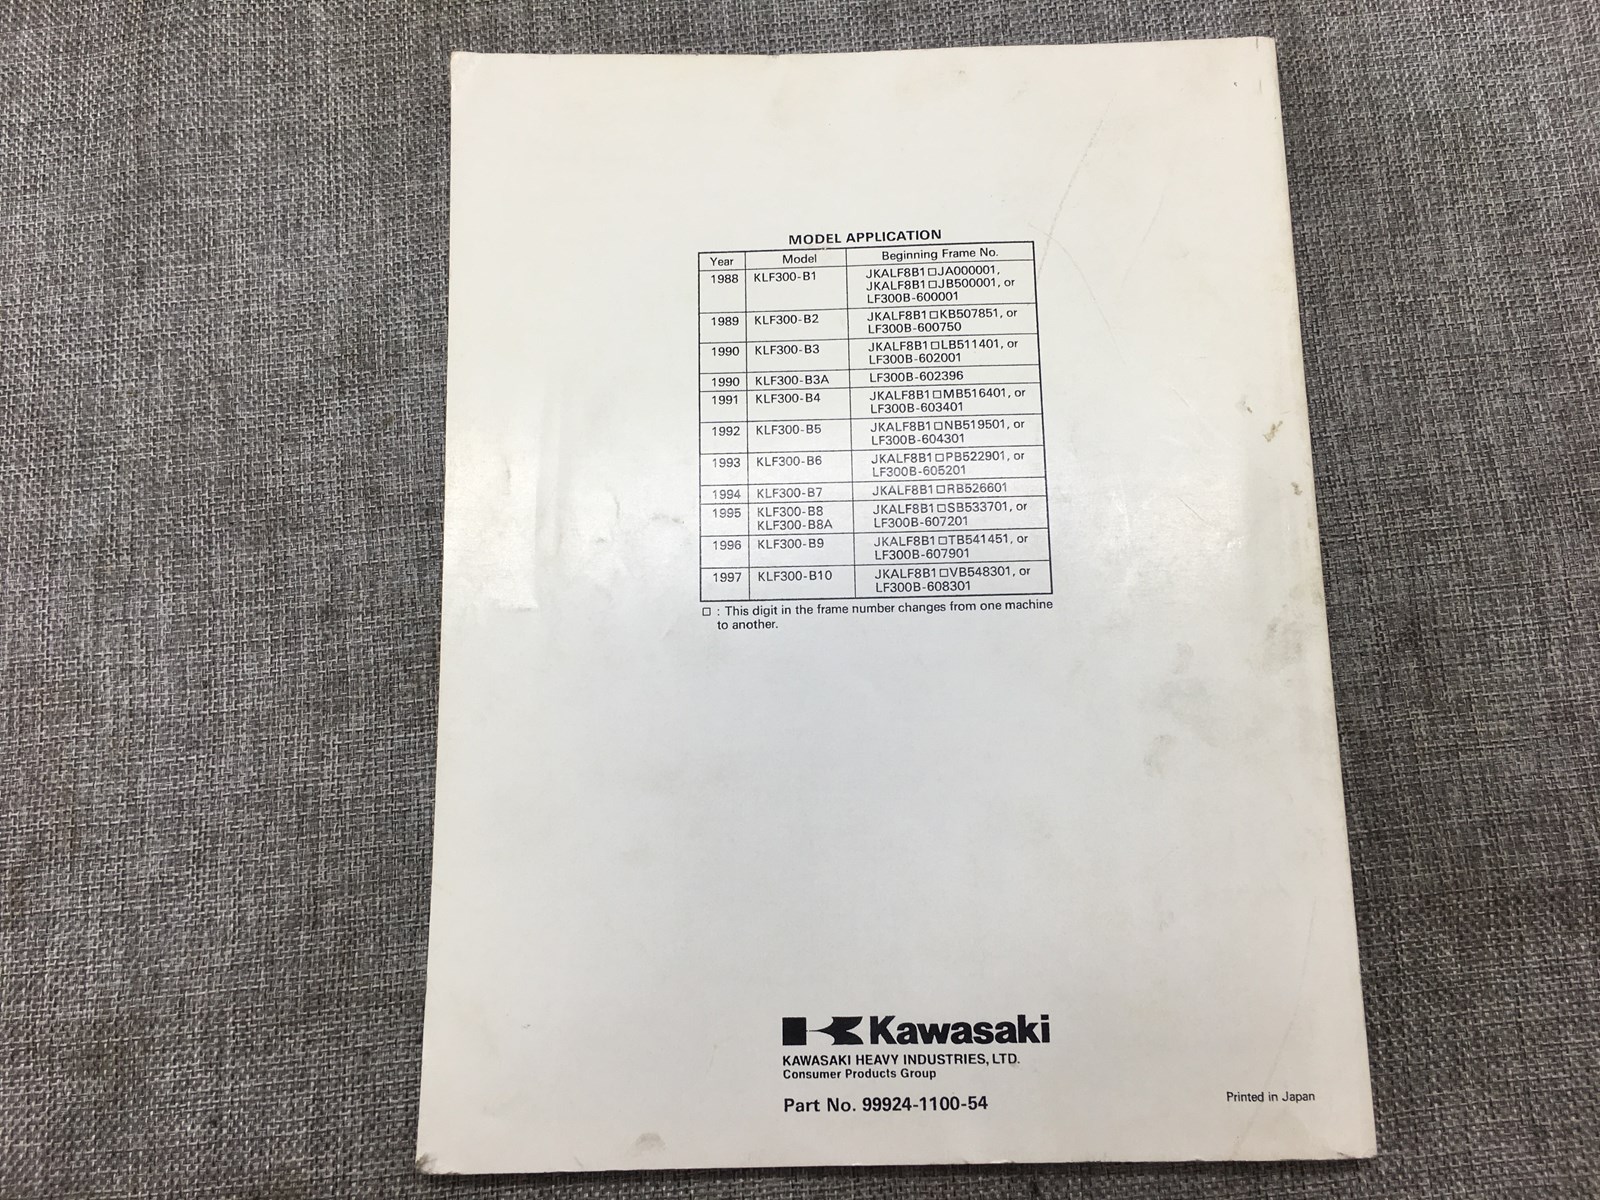 MODEL APPLICATION
Year Model Beginning Frame No.
1988 KLF300-B1 JKALF8B1□JA000001,
JKALF8B1□JB500001, or
LF300B-600001
1989 KLF300-B2 JKALF8B1□KB507851, or
LF300B-600750
1990 KLF300-B3 JKALF8B1□LB511401, or
LF300B-602001
1990 KLF300-B3A LF300B-602396
1991 KLF300-B4 JKALF8B1□MB516401, or
LF300B-603401
1992 KLF300-B5 JKALF8B1□NB519501, or
LF300B-604301
1993 KLF300-B6 JKALF8B1□PB522901, or
LF300B-605201
1994 KLF300-B7 JKALF8B1□RB526601
1995 KLF300-B8 JKALF8B1□SB533701, or
KLF300-B8A LF300B-607201
1996 KLF300-B9 JKALF8B1□TB541451, or
LF300B-607901
1997 KLF300-B10 JKALF8B1□VB548301, or
LF300B-608301
□ : This digit in the frame number changes from one machine
to another.
Kawasaki
KAWASAKI HEAVY INDUSTRIES, LTD.
Consumer Products Group
Part No. 99924-1100-54
Printed in Japan